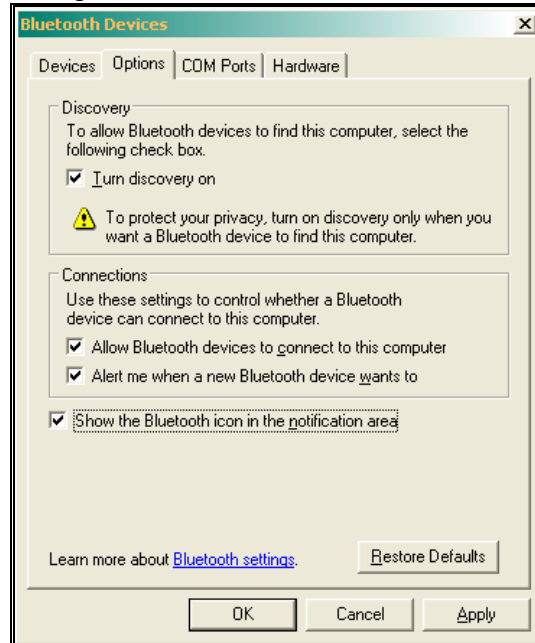 Bluetooth Devices
Devices Options COM Ports Hardware
Discovery
To allow Bluetooth devices to find this computer, select the
following check box.
Turn discovery on
To protect your privacy, turn on discovery only when you
want a Bluetooth device to find this computer.
Connections
Use these settings to control whether a Bluetooth
device can connect to this computer.
Allow Bluetooth devices to connect to this computer
Alert me when a new Bluetooth device wants to
Show the Bluetooth icon in the notification area
Learn more about Bluetooth settings. Restore Defaults
OK Cancel Apply